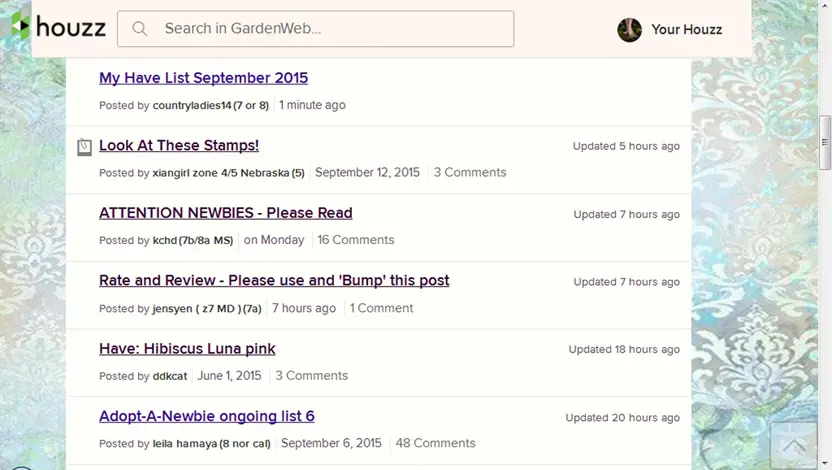 houzz
Search in GardenWeb...
Your Houzz
My Have List September 2015
Posted by countryladies14 (7 or 8) 1 minute ago
Look At These Stamps!
Updated 5 hours ago
Posted by xiangirl zone 4/5 Nebraska (5) September 12, 2015 3 Comments
ATTENTION NEWBIES - Please Read
Updated 7 hours ago
Posted by kchd (7b/8a MS) on Monday 16 Comments
Rate and Review - Please use and 'Bump' this post
Updated 7 hours ago
Posted by jensyen ( z7 MD ) (7a) 7 hours ago 1 Comment
Have: Hibiscus Luna pink
Updated 18 hours ago
Posted by ddkcat June 1, 2015 3 Comments
Adopt-A-Newbie ongoing list 6
Updated 20 hours ago
Posted by leila hamaya (8 nor cal) September 6, 2015 48 Comments